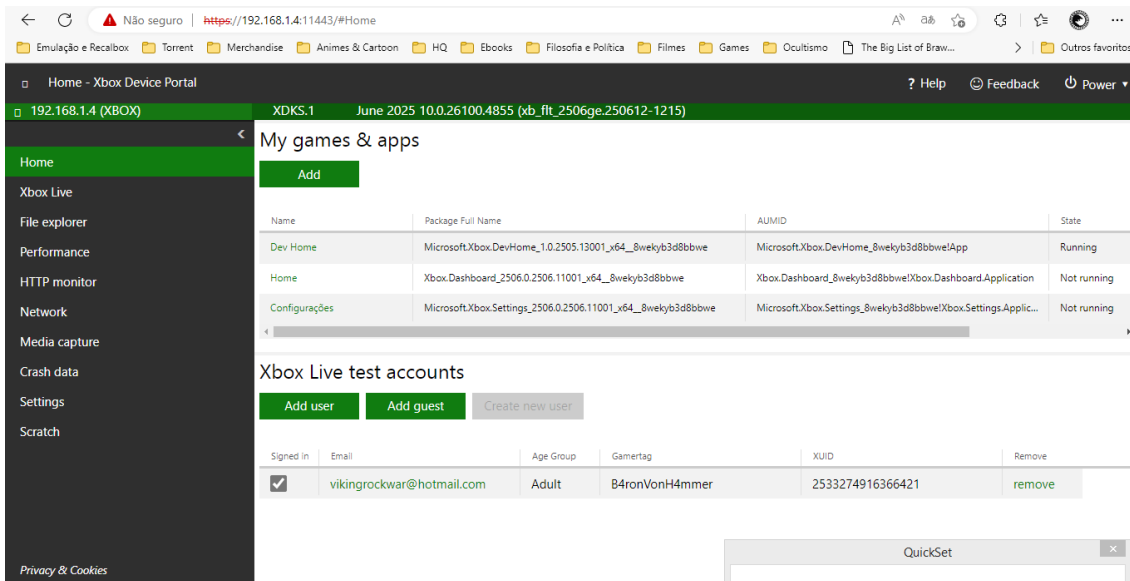 Não seguro https://192.168.1.4:11443/#Home
Emulação e Recalbox Torrent Merchandise Animes & Cartoon HQ Ebooks Filosofia e Política Filmes Games Ocultismo The Big List of Braw... Outros favoritos
Home - Xbox Device Portal ? Help Feedback Power
192.168.1.4 (XBOX) XDKS.1 June 2025 10.0.26100.4855 (xb_flt_2506ge.250612-1215)
My games & apps
Home
Add
Xbox Live
File explorer
Name Package Full Name AUMID State
Performance
Dev Home Microsoft.Xbox.DevHome_1.0.2505.13001_x64__8wekyb3d8bbwe Microsoft.Xbox.DevHome_8wekyb3d8bbwe!App Running
HTTP monitor
Home Xbox.Dashboard_2506.0.2506.11001_x64__8wekyb3d8bbwe Xbox.Dashboard_8wekyb3d8bbwe!Xbox.Dashboard.Application Not running
Network
Configurações Microsoft.Xbox.Settings_2506.0.2506.11001_x64__8wekyb3d8bbwe Microsoft.Xbox.Settings_8wekyb3d8bbwe!Xbox.Settings.Applic... Not running
Media capture
Crash data
Xbox Live test accounts
Settings
Add user Add guest Create new user
Scratch
Signed in Email Age Group Gamertag XUID Remove
vikingrockwar@hotmail.com Adult B4ronVonH4mmer 2533274916366421 remove
QuickSet
Privacy & Cookies